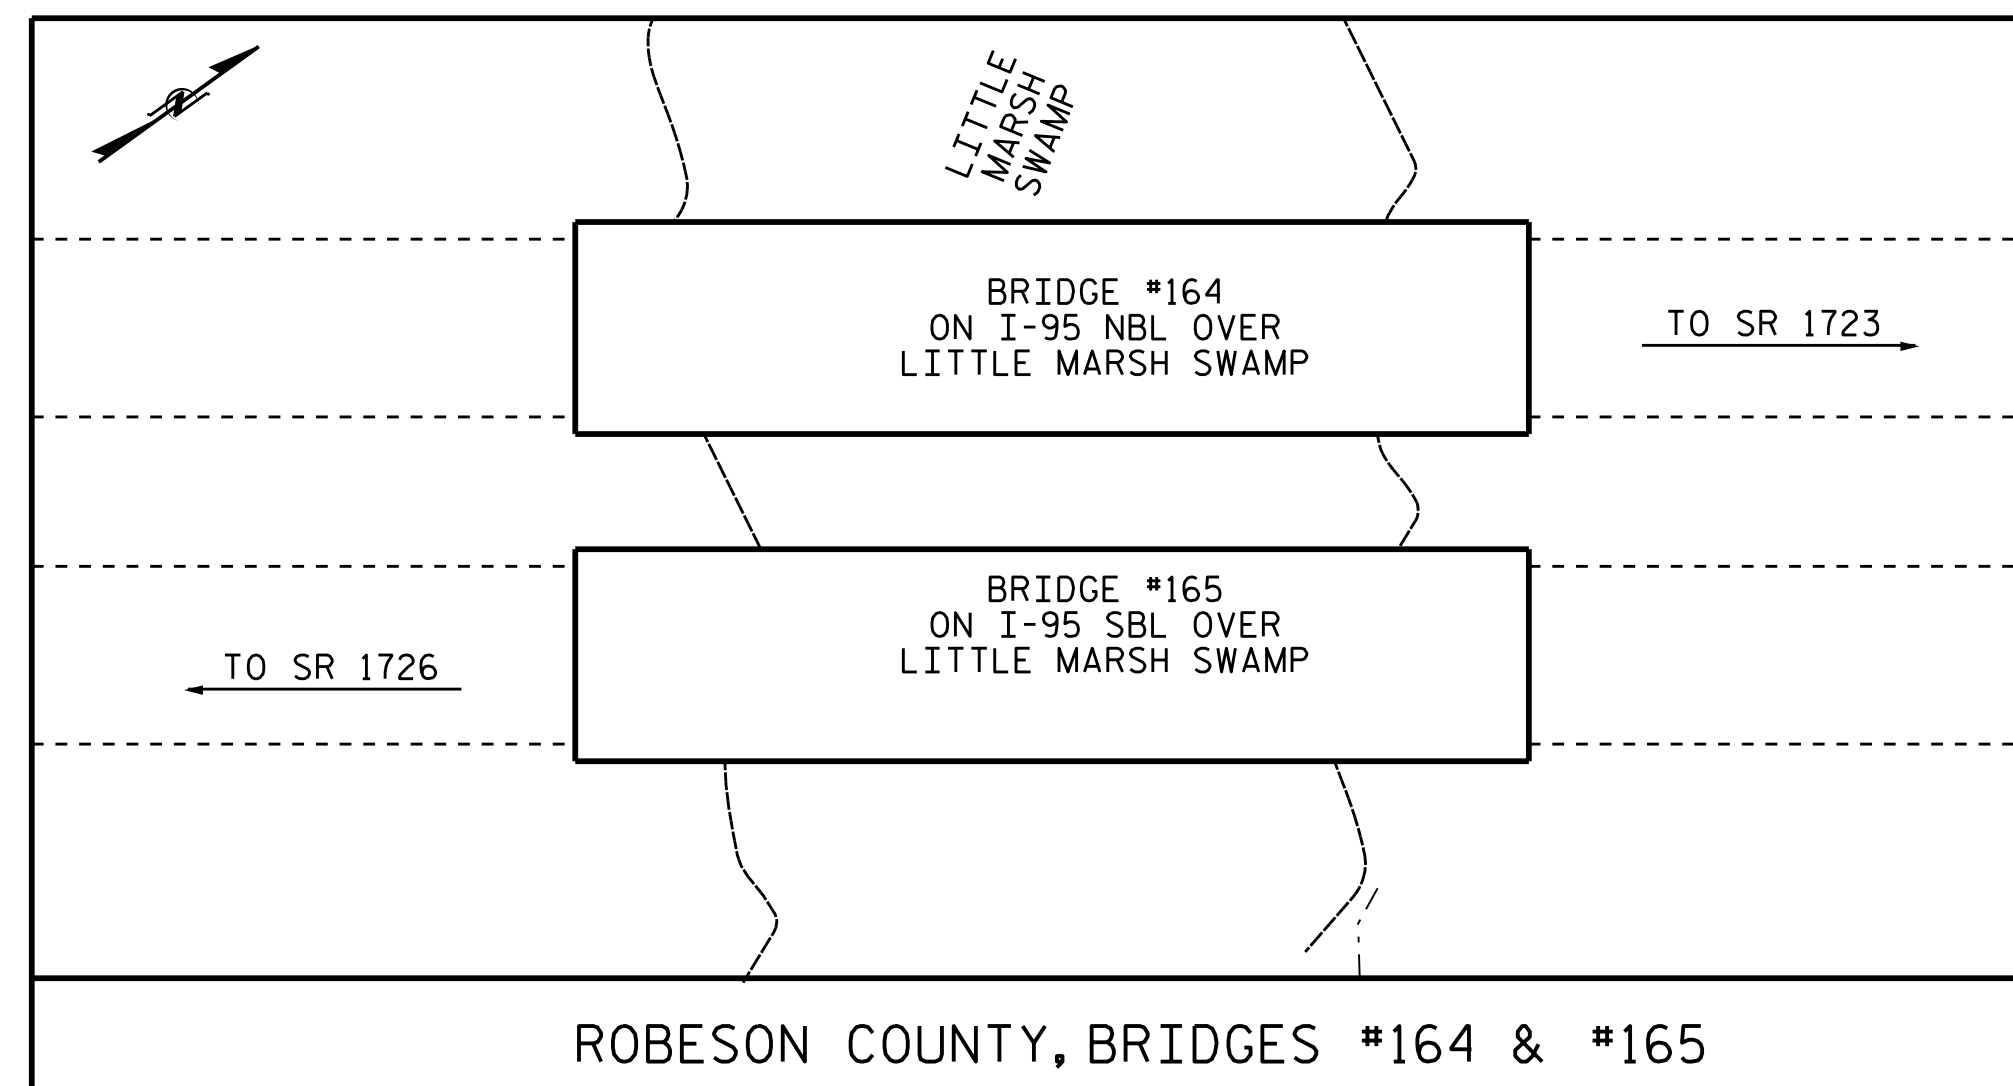 N
LITTLE
MARSH
SWAMP
BRIDGE #164
ON I-95 NBL OVER
LITTLE MARSH SWAMP
TO SR 1723
BRIDGE #165
ON I-95 SBL OVER
LITTLE MARSH SWAMP
TO SR 1726
ROBESON COUNTY, BRIDGES #164 & #165